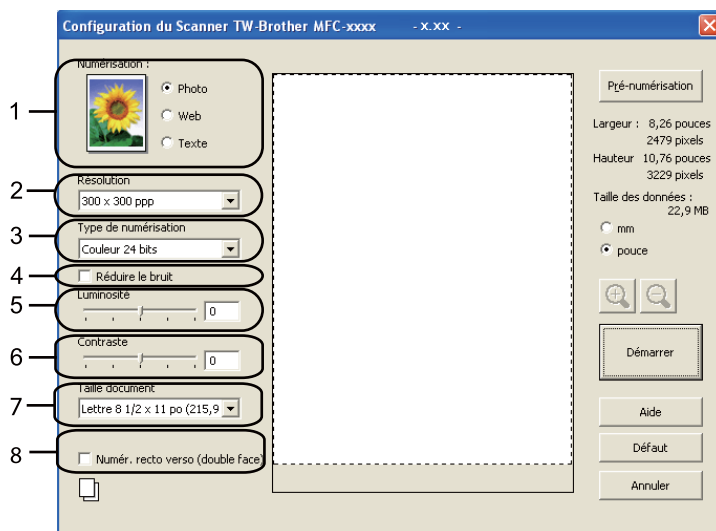 Configuration du Scanner TW-Brother MFC-xxxx - x.xx -
1
Numérisation :
Photo
Web
Texte
2
Résolution
300 x 300 ppp
3
Type de numérisation
Couleur 24 bits
4
Réduire le bruit
5
Luminosité
0
6
Contraste
0
7
Taille document
Lettre 8 1/2 x 11 po (215,9
8
Numér. recto verso (double face)
Pré-numérisation
Largeur : 8,26 pouces
2479 pixels
Hauteur 10,76 pouces
3229 pixels
Taille des données :
22,9 MB
mm
pouce
Démarrer
Aide
Défaut
Annuler